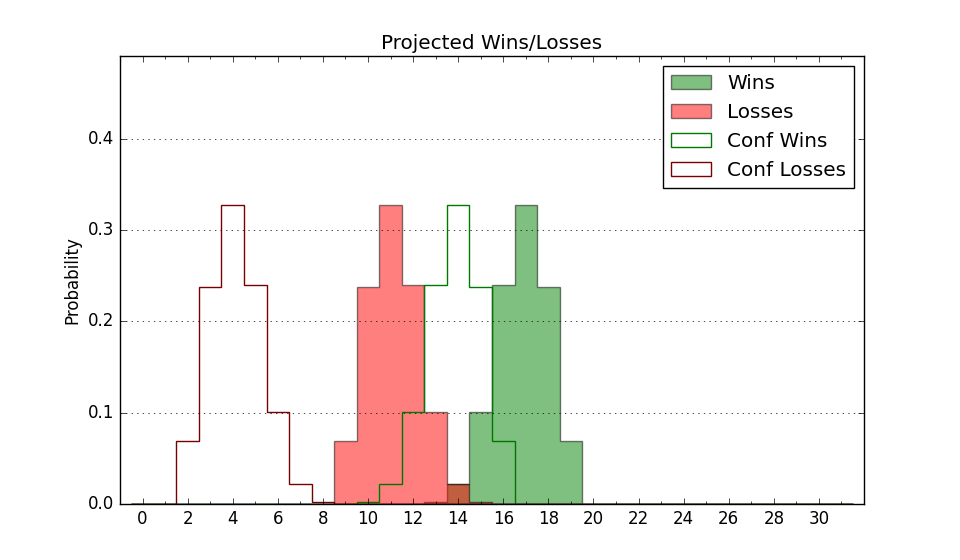 Projected Wins/Losses
Wins
Losses
Conf Wins
Conf Losses
Probability
0.4
0.3
0.2
0.1
0.0
0 2 4 6 8 10 12 14 16 18 20 22 24 26 28 30